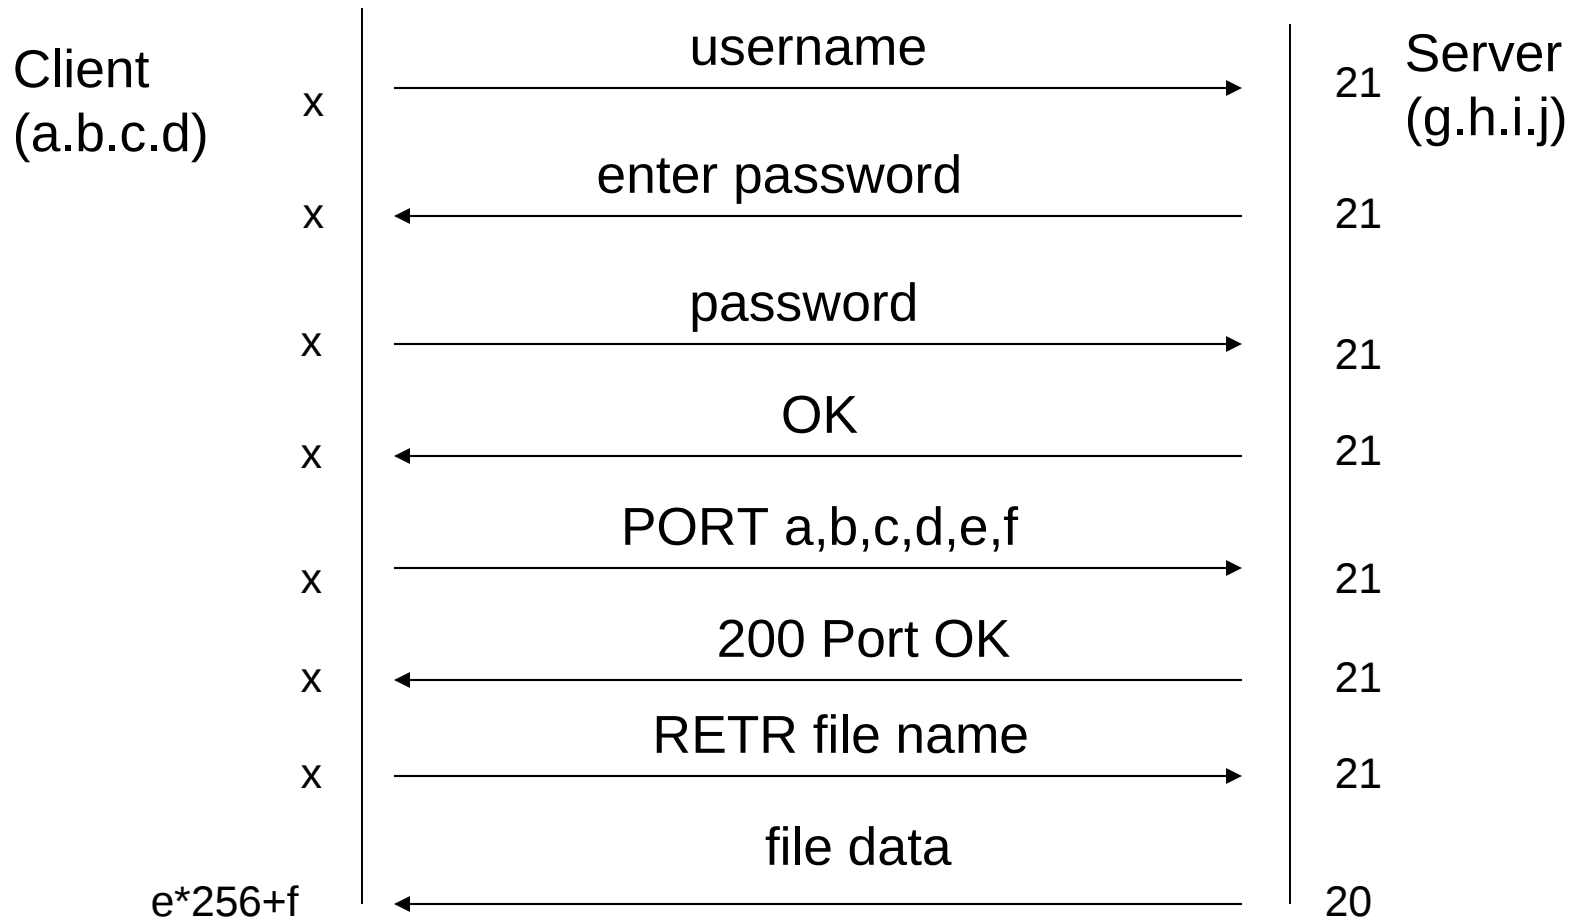 Client
(a.b.c.d)
username
Server
(g.h.i.j)
x
21
enter password
x
21
password
x
21
OK
x
21
PORT a,b,c,d,e,f
x
21
200 Port OK
x
21
RETR file name
x
21
file data
e*256+f
20